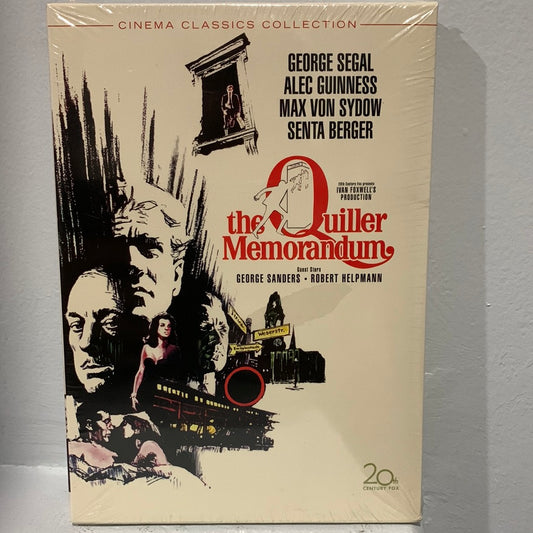 CINEMA CLASSICS COLLECTION
GEORGE SEGAL
ALEC GUINNESS
MAX VON SYDOW
SENTA BERGER
20th Century Fox presents
IVAN FOXWELL'S
PRODUCTION
the Quiller
Memorandum
Guest Stars
GEORGE SANDERS • ROBERT HELPMANN
Weserstr.
20th
CENTURY FOX